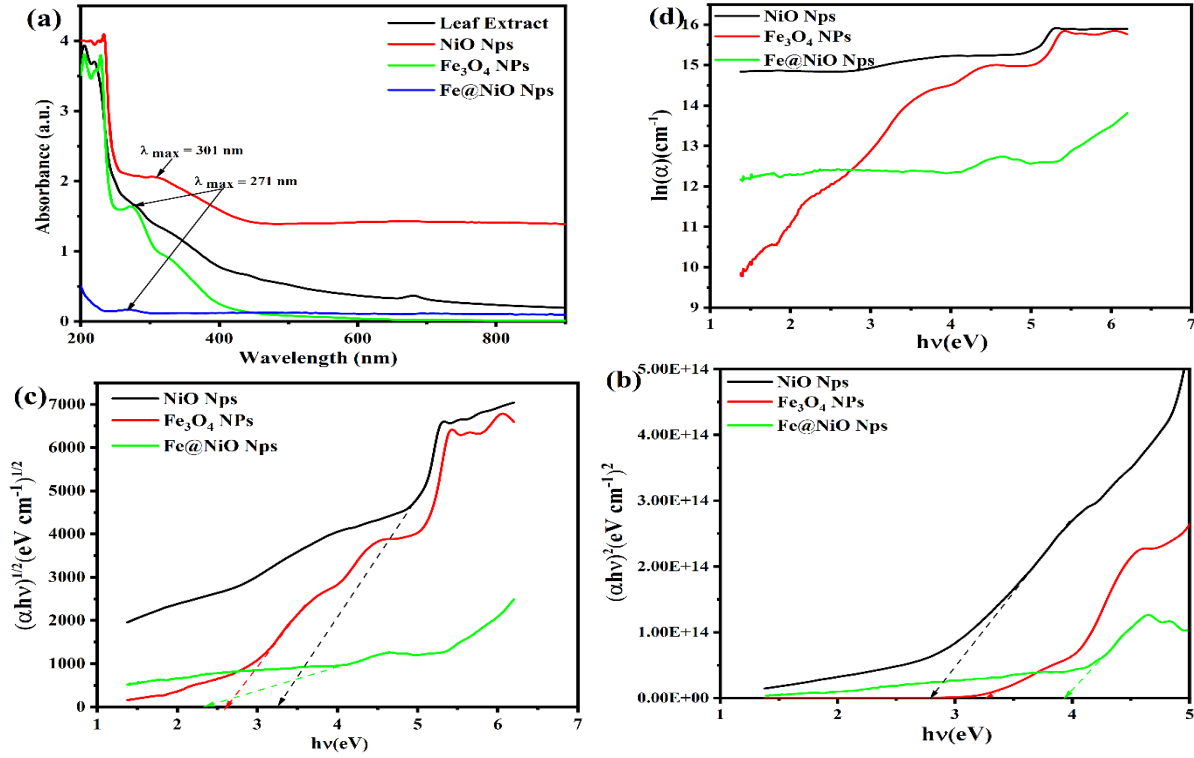 (a)
Leaf Extract
NiO Nps
Fe₃O₄ NPs
Fe@NiO Nps
λ max = 301 nm
λ max = 271 nm
Absorbance (a.u.)
4
3
2
1
0
200 400 600 800
Wavelength (nm)
(d)
NiO Nps
Fe₃O₄ NPs
Fe@NiO Nps
ln(α)(cm⁻¹)
16
15
14
13
12
11
10
9
1 2 3 4 5 6 7
hν(eV)
(c)
NiO Nps
Fe₃O₄ NPs
Fe@NiO Nps
(αhν)¹ᐟ²(eV cm⁻¹)¹ᐟ²
7000
6000
5000
4000
3000
2000
1000
0
1 2 3 4 5 6 7
hν(eV)
(b)
NiO Nps
Fe₃O₄ NPs
Fe@NiO Nps
(αhν)²(eV cm⁻¹)²
5.00E+14
4.00E+14
3.00E+14
2.00E+14
1.00E+14
0.00E+00
1 2 3 4 5
hν(eV)